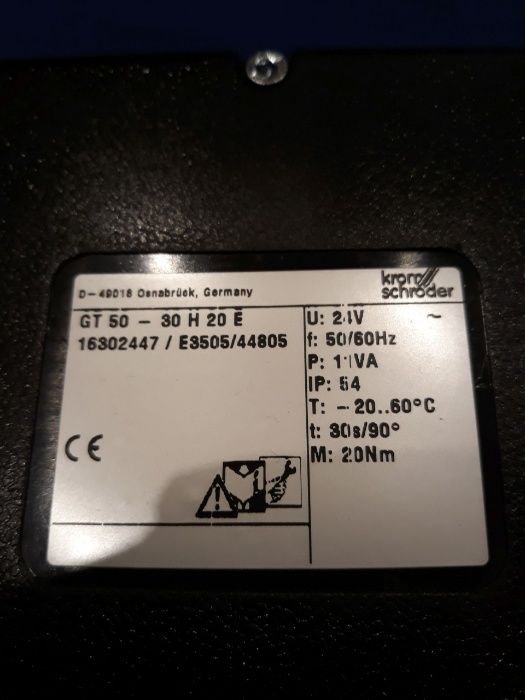 D-49018 Osnabrück, Germany
krom//
schröder
GT 50 - 30 H 20 E
16302447 / E3505/44805
U: 24V ~
f: 50/60Hz
P: 11VA
IP: 54
T: -20..60°C
t: 30s/90°
M: 20Nm
CE